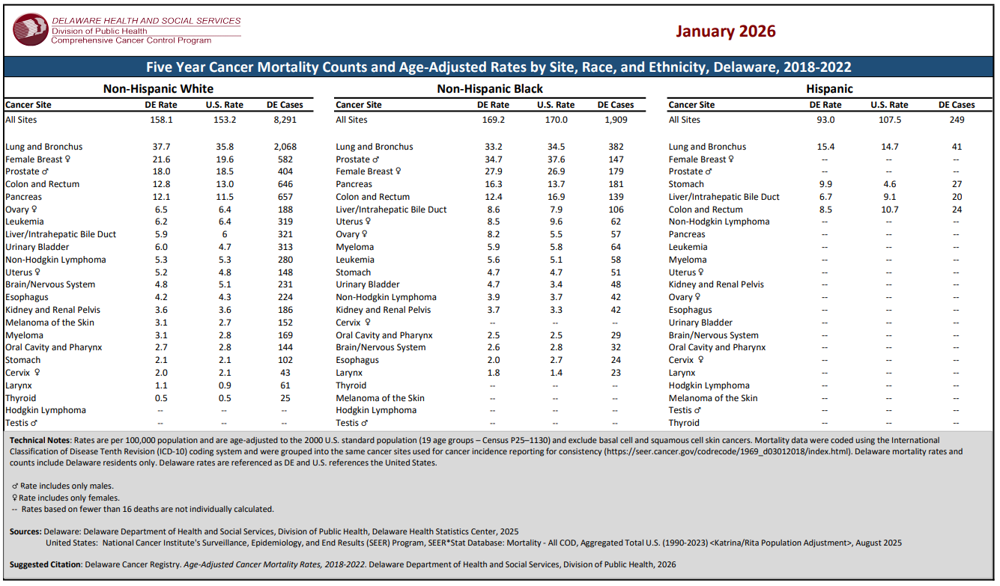 DELAWARE HEALTH AND SOCIAL SERVICES
Division of Public Health
Comprehensive Cancer Control Program
January 2026
Five Year Cancer Mortality Counts and Age-Adjusted Rates by Site, Race, and Ethnicity, Delaware, 2018-2022
Non-Hispanic White
Cancer Site DE Rate U.S. Rate DE Cases
All Sites 158.1 153.2 8,291
Lung and Bronchus 37.7 35.8 2,068
Female Breast ♀ 21.6 19.6 582
Prostate ♂ 18.0 18.5 404
Colon and Rectum 12.8 13.0 646
Pancreas 12.1 11.5 657
Ovary ♀ 6.5 6.4 188
Leukemia 6.2 6.4 319
Liver/Intrahepatic Bile Duct 5.9 6 321
Urinary Bladder 6.0 4.7 313
Non-Hodgkin Lymphoma 5.3 5.3 280
Uterus ♀ 5.2 4.8 148
Brain/Nervous System 4.8 5.1 231
Esophagus 4.2 4.3 224
Kidney and Renal Pelvis 3.6 3.6 186
Melanoma of the Skin 3.1 2.7 152
Myeloma 3.1 2.8 169
Oral Cavity and Pharynx 2.7 2.8 144
Stomach 2.1 2.1 102
Cervix ♀ 2.0 2.1 43
Larynx 1.1 0.9 61
Thyroid 0.5 0.5 25
Hodgkin Lymphoma -- -- --
Testis ♂ -- -- --
Non-Hispanic Black
Cancer Site DE Rate U.S. Rate DE Cases
All Sites 169.2 170.0 1,909
Lung and Bronchus 33.2 34.5 382
Prostate ♂ 34.7 37.6 147
Female Breast ♀ 27.9 26.9 179
Pancreas 16.3 13.7 181
Colon and Rectum 12.4 16.9 139
Liver/Intrahepatic Bile Duct 8.6 7.9 106
Uterus ♀ 8.5 9.6 62
Ovary ♀ 8.2 5.5 57
Myeloma 5.9 5.8 64
Leukemia 5.6 5.1 58
Stomach 4.7 4.7 51
Urinary Bladder 4.7 3.4 48
Non-Hodgkin Lymphoma 3.9 3.7 42
Kidney and Renal Pelvis 3.7 3.3 42
Cervix ♀ -- -- --
Oral Cavity and Pharynx 2.5 2.5 29
Brain/Nervous System 2.6 2.8 32
Esophagus 2.0 2.7 24
Larynx 1.8 1.4 23
Thyroid -- -- --
Melanoma of the Skin -- -- --
Hodgkin Lymphoma -- -- --
Testis ♂ -- -- --
Hispanic
Cancer Site DE Rate U.S. Rate DE Cases
All Sites 93.0 107.5 249
Lung and Bronchus 15.4 14.7 41
Female Breast ♀ -- -- --
Prostate ♂ -- -- --
Stomach 9.9 4.6 27
Liver/Intrahepatic Bile Duct 6.7 9.1 20
Colon and Rectum 8.5 10.7 24
Non-Hodgkin Lymphoma -- -- --
Pancreas -- -- --
Leukemia -- -- --
Myeloma -- -- --
Uterus ♀ -- -- --
Kidney and Renal Pelvis -- -- --
Ovary ♀ -- -- --
Esophagus -- -- --
Urinary Bladder -- -- --
Brain/Nervous System -- -- --
Oral Cavity and Pharynx -- -- --
Cervix ♀ -- -- --
Larynx -- -- --
Hodgkin Lymphoma -- -- --
Melanoma of the Skin -- -- --
Testis ♂ -- -- --
Thyroid -- -- --
Technical Notes: Rates are per 100,000 population and are age-adjusted to the 2000 U.S. standard population (19 age groups – Census P25–1130) and exclude basal cell and squamous cell skin cancers. Mortality data were coded using the International
Classification of Disease Tenth Revision (ICD-10) coding system and were grouped into the same cancer sites used for cancer incidence reporting for consistency (https://seer.cancer.gov/codrecode/1969_d03012018/index.html). Delaware mortality rates and
counts include Delaware residents only. Delaware rates are referenced as DE and U.S. references the United States.
♂ Rate includes only males.
♀ Rate includes only females.
-- Rates based on fewer than 16 deaths are not individually calculated.
Sources: Delaware: Delaware Department of Health and Social Services, Division of Public Health, Delaware Health Statistics Center, 2025
United States: National Cancer Institute's Surveillance, Epidemiology, and End Results (SEER) Program, SEER*Stat Database: Mortality - All COD, Aggregated Total U.S. (1990-2023) <Katrina/Rita Population Adjustment>, August 2025
Suggested Citation: Delaware Cancer Registry. Age-Adjusted Cancer Mortality Rates, 2018-2022. Delaware Department of Health and Social Services, Division of Public Health, 2026